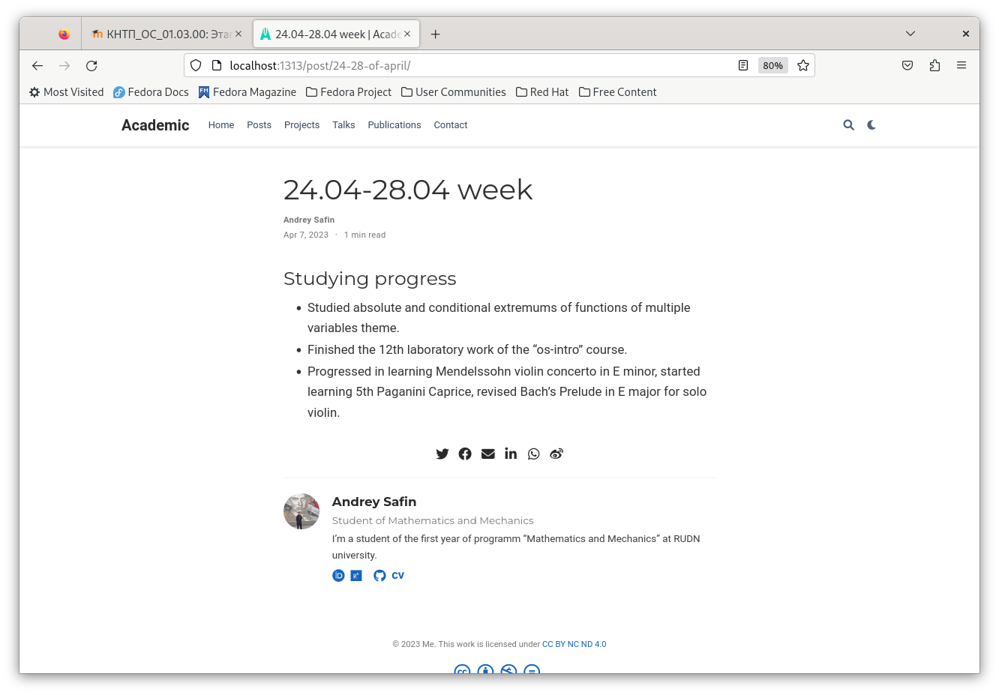 КНТП_ОС_01.03.00: Эта
24.04-28.04 week | Acade
localhost:1313/post/24-28-of-april/
80%
Most Visited
Fedora Docs
Fedora Magazine
Fedora Project
User Communities
Red Hat
Free Content
Academic
Home
Posts
Projects
Talks
Publications
Contact
24.04-28.04 week
Andrey Safin
Apr 7, 2023 · 1 min read
Studying progress
• Studied absolute and conditional extremums of functions of multiple
variables theme.
• Finished the 12th laboratory work of the “os-intro” course.
• Progressed in learning Mendelssohn violin concerto in E minor, started
learning 5th Paganini Caprice, revised Bach’s Prelude in E major for solo
violin.
Andrey Safin
Student of Mathematics and Mechanics
I’m a student of the first year of programm “Mathematics and Mechanics” at RUDN
university.
CV
© 2023 Me. This work is licensed under CC BY NC ND 4.0